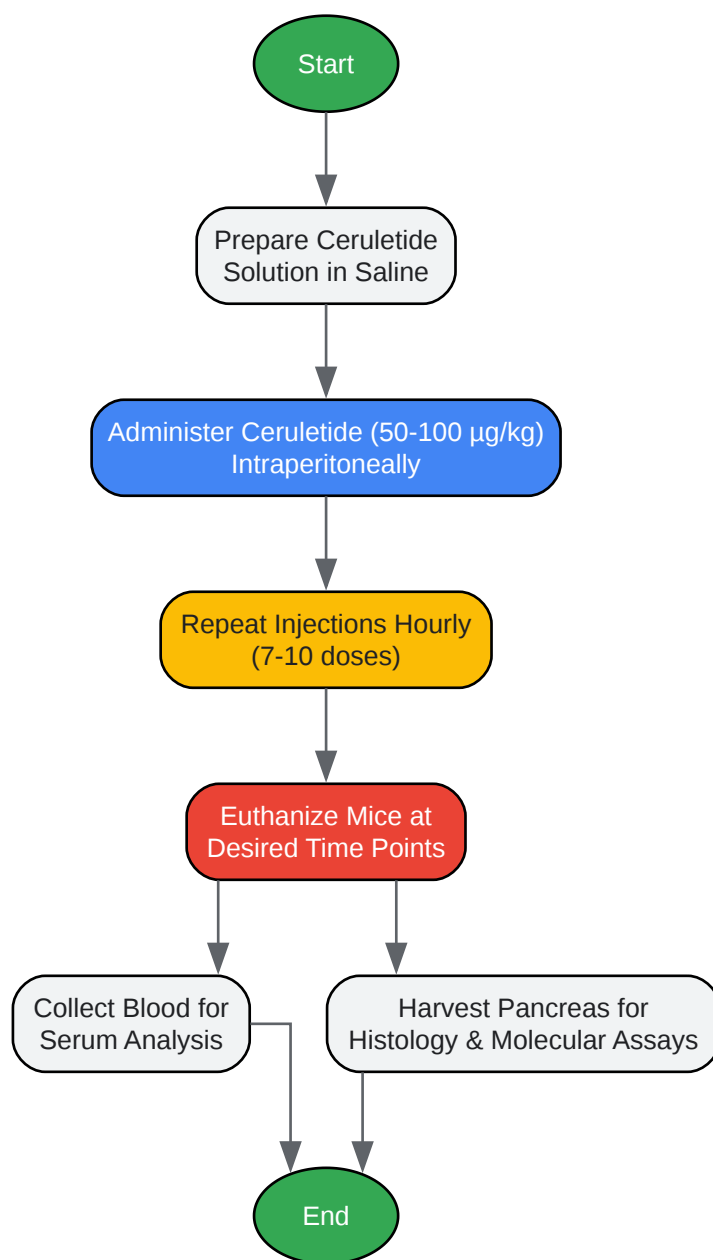 Start
Prepare Ceruletide
Solution in Saline
Administer Ceruletide (50-100 µg/kg)
Intraperitoneally
Repeat Injections Hourly
(7-10 doses)
Euthanize Mice at
Desired Time Points
Collect Blood for
Serum Analysis
Harvest Pancreas for
Histology & Molecular Assays
End